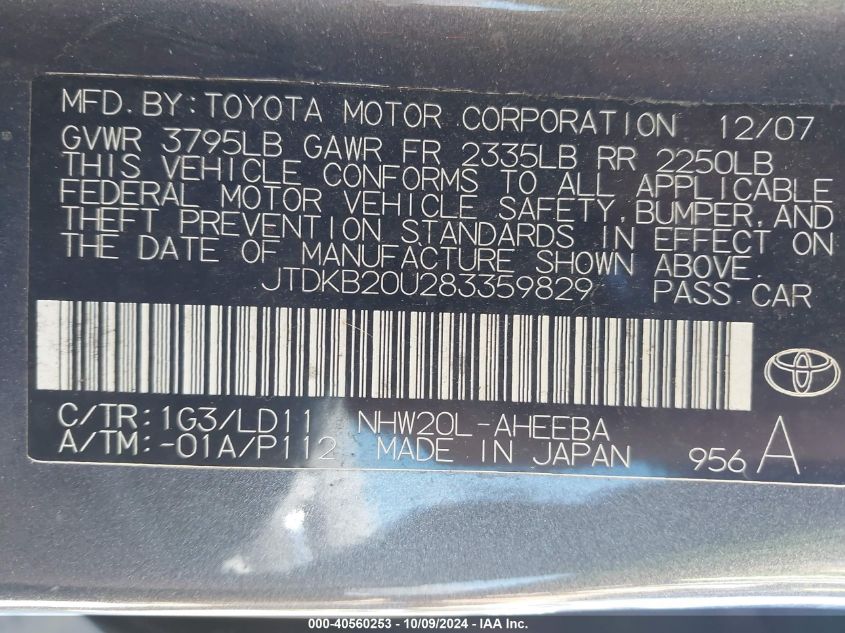 MFD. BY: TOYOTA MOTOR CORPORATION 12/07
GVWR 3795LB GAWR FR 2335LB RR 2250LB
THIS VEHICLE CONFORMS TO ALL APPLICABLE
FEDERAL MOTOR VEHICLE SAFETY, BUMPER, AND
THEFT PREVENTION STANDARDS IN EFFECT ON
THE DATE OF MANUFACTURE SHOWN ABOVE.
JTDKB20U283359829 PASS. CAR
C/TR: 1G3/LD11 NHW20L-AHEEBA
A/TM: -01A/P112 MADE IN JAPAN 956 A
000-40560253 - 10/09/2024 - IAA, Inc.